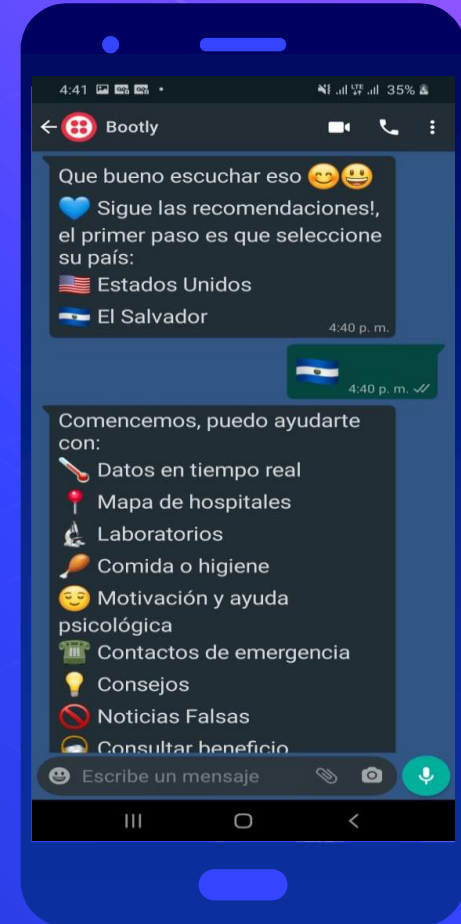 4:41
35%
Bootly
Que bueno escuchar eso 😊😃
💙 Sigue las recomendaciones!,
el primer paso es que seleccione
su país:
🇺🇸 Estados Unidos
🇸🇻 El Salvador
4:40 p. m.
🇸🇻
4:40 p. m.
Comencemos, puedo ayudarte
con:
🌡️ Datos en tiempo real
📍 Mapa de hospitales
🔬 Laboratorios
🍗 Comida o higiene
😌 Motivación y ayuda
psicológica
☎️ Contactos de emergencia
💡 Consejos
🚫 Noticias Falsas
Consultar beneficio
Escribe un mensaje